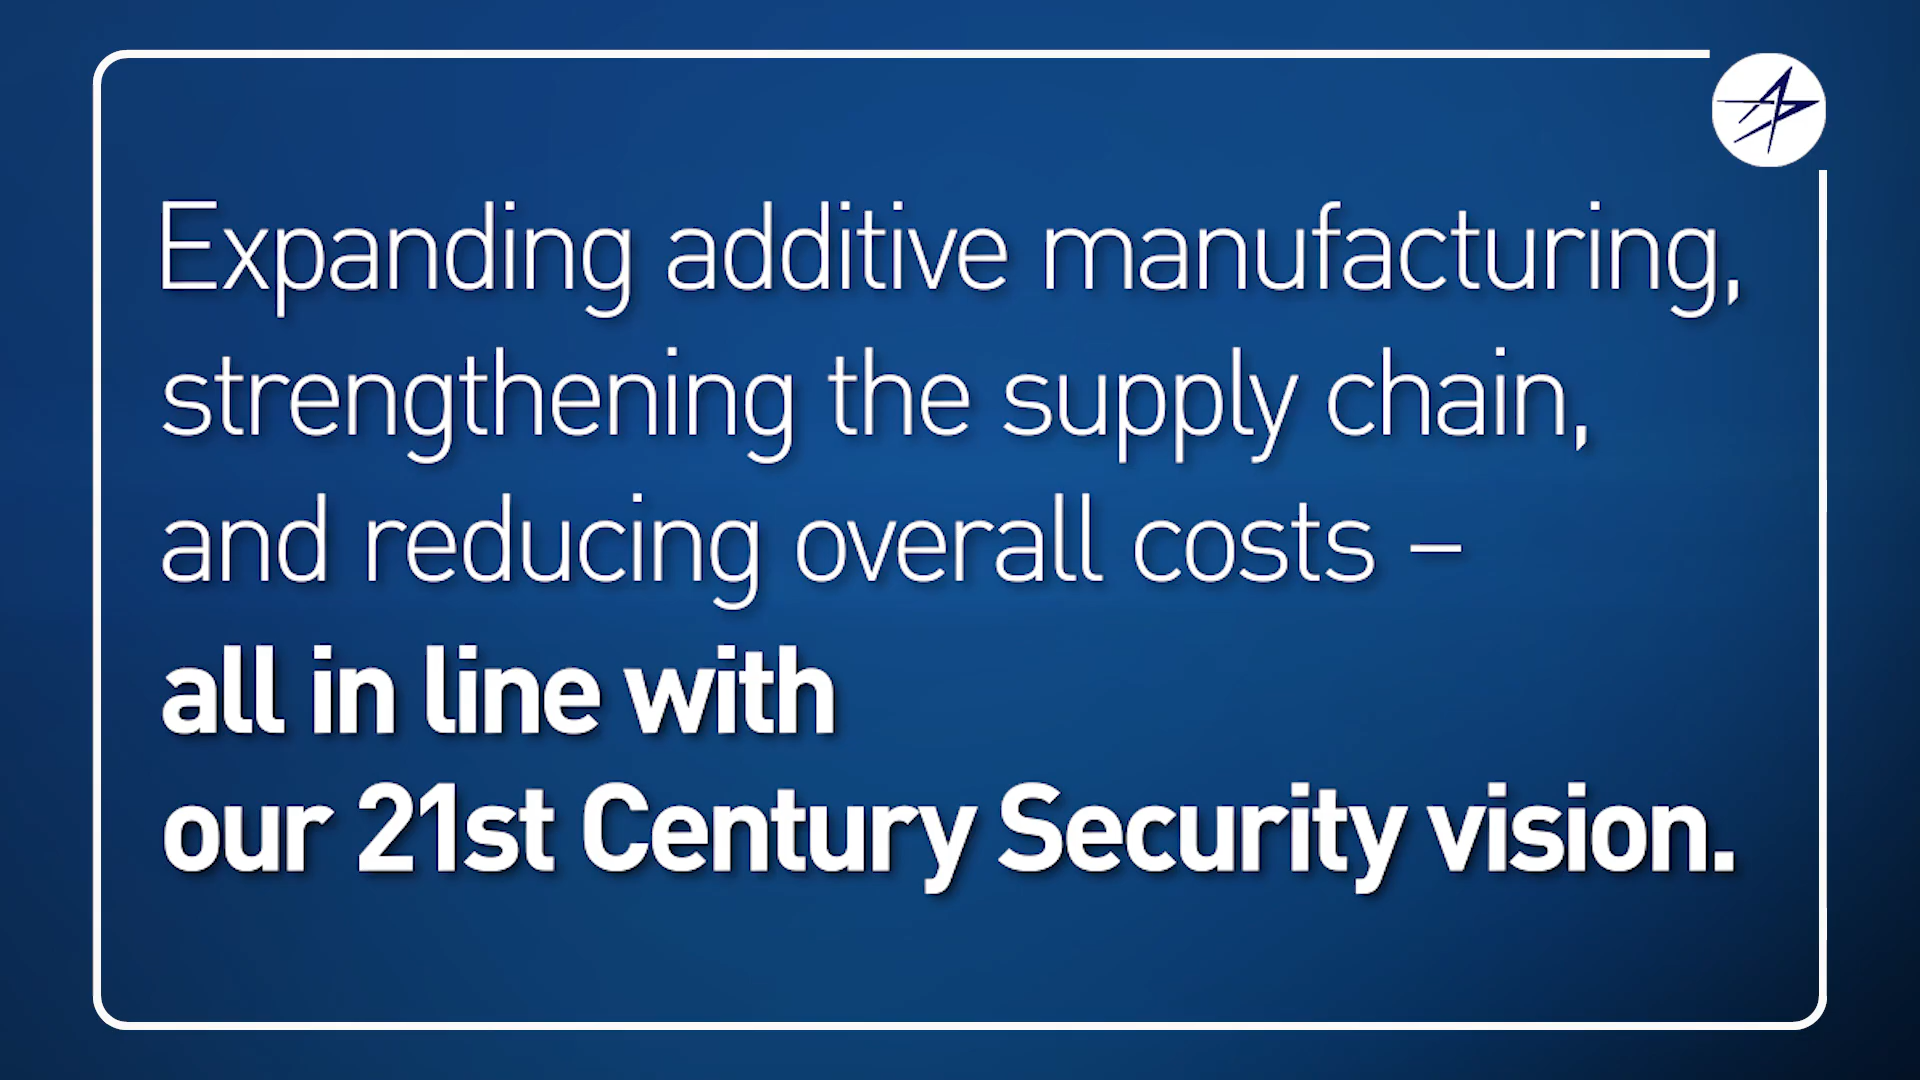 Expanding additive manufacturing,
strengthening the supply chain,
and reducing overall costs –
all in line with
our 21st Century Security vision.